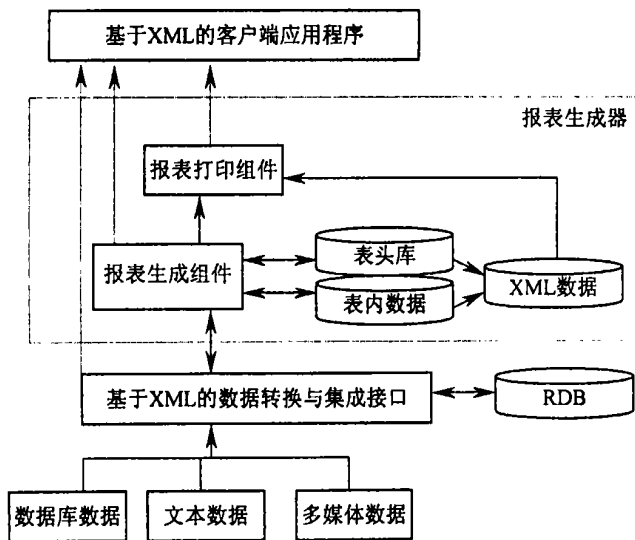 基于XML的客户端应用程序
报表生成器
报表打印组件
表头库
报表生成组件
XML数据
表内数据
基于XML的数据转换与集成接口
RDB
数据库数据
文本数据
多媒体数据